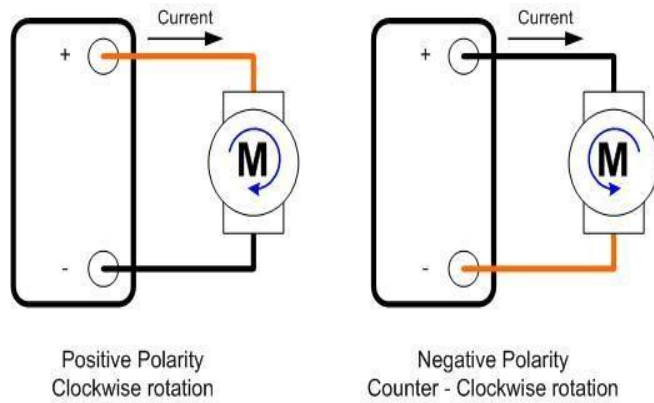 Current
+
M
-
Positive Polarity
Clockwise rotation
Current
+
M
-
Negative Polarity
Counter - Clockwise rotation